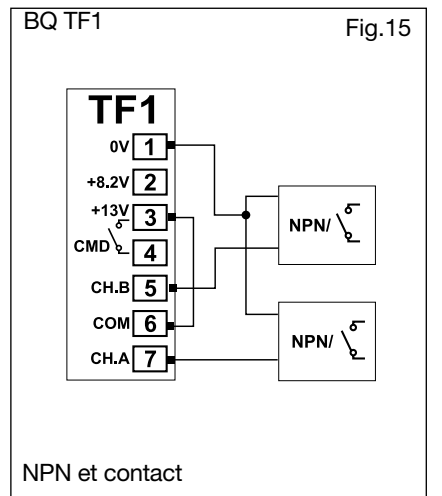 BQ TF1
Fig.15
TF1
0V 1
+8.2V 2
+13V 3
CMD 4
CH.B 5
COM 6
CH.A 7
NPN/
NPN/
NPN et contact